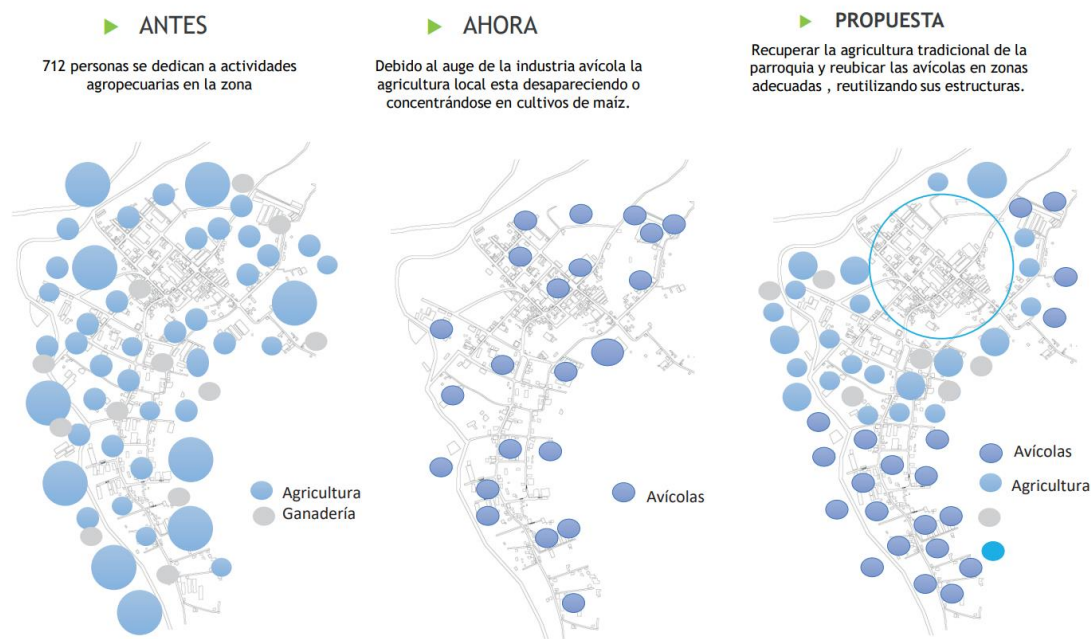 ANTES
712 personas se dedican a actividades
agropecuarias en la zona
Agricultura
Ganadería
AHORA
Debido al auge de la industria avícola la
agricultura local esta desapareciendo o
concentrándose en cultivos de maíz.
Avícolas
PROPUESTA
Recuperar la agricultura tradicional de la
parroquia y reubicar las avícolas en zonas
adecuadas , reutilizando sus estructuras.
Avícolas
Agricultura